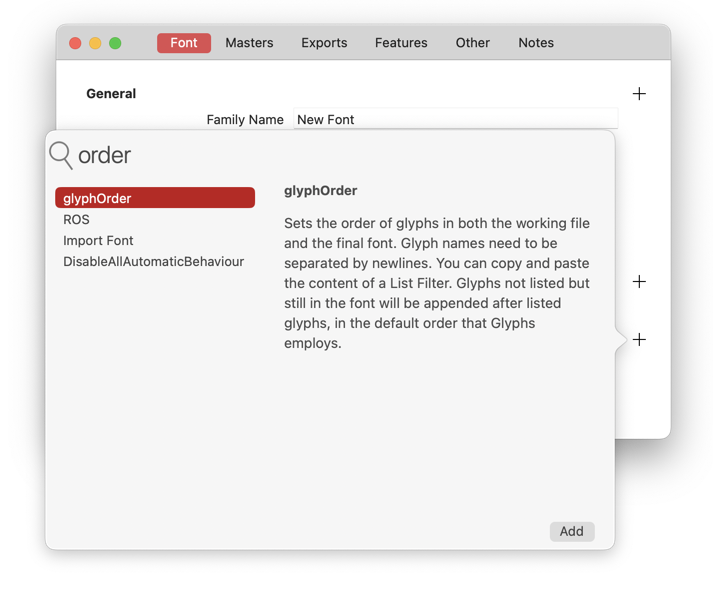 Font Masters Exports Features Other Notes
General
Family Name New Font
order
glyphOrder
ROS
Import Font
DisableAllAutomaticBehaviour
glyphOrder
Sets the order of glyphs in both the working file
and the final font. Glyph names need to be
separated by newlines. You can copy and paste
the content of a List Filter. Glyphs not listed but
still in the font will be appended after listed
glyphs, in the default order that Glyphs
employs.
Add